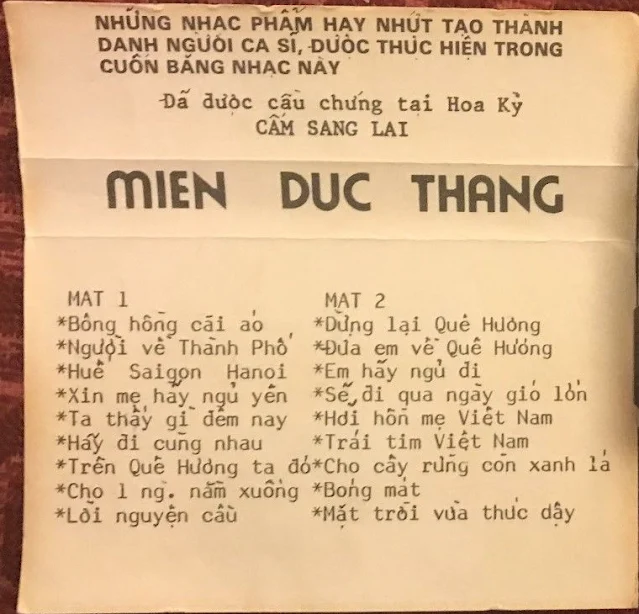 NHỮNG NHẠC PHẨM HAY NHỨT TẠO THÀNH
DANH NGƯỜI CA SĨ, ĐƯỢC THỰC HIỆN TRONG
CUỐN BĂNG NHẠC NÀY
Đã được cầu chứng tại Hoa Kỳ
CẤM SANG LẠI
MIEN DUC THANG
MAT 1
*Bông hồng cài áo
*Người về Thành Phố
*Huế Saigon Hanoi
*Xin mẹ hãy ngủ yên
*Ta thấy gì đêm nay
*Hãy đi cùng nhau
*Trên Quê Hương ta đó
*Cho 1 ng. nằm xuống
*Lời nguyện cầu
MẠT 2
*Dựng lại Quê Hương
*Đưa em về Quê Hương
*Em hãy ngủ đi
*Sẽ đi qua ngày gió lớn
*Hơi hồn mẹ Việt Nam
*Trái tim Việt Nam
*Cho cây rừng còn xanh lá
*Bóng mát
*Mặt trời vừa thức dậy